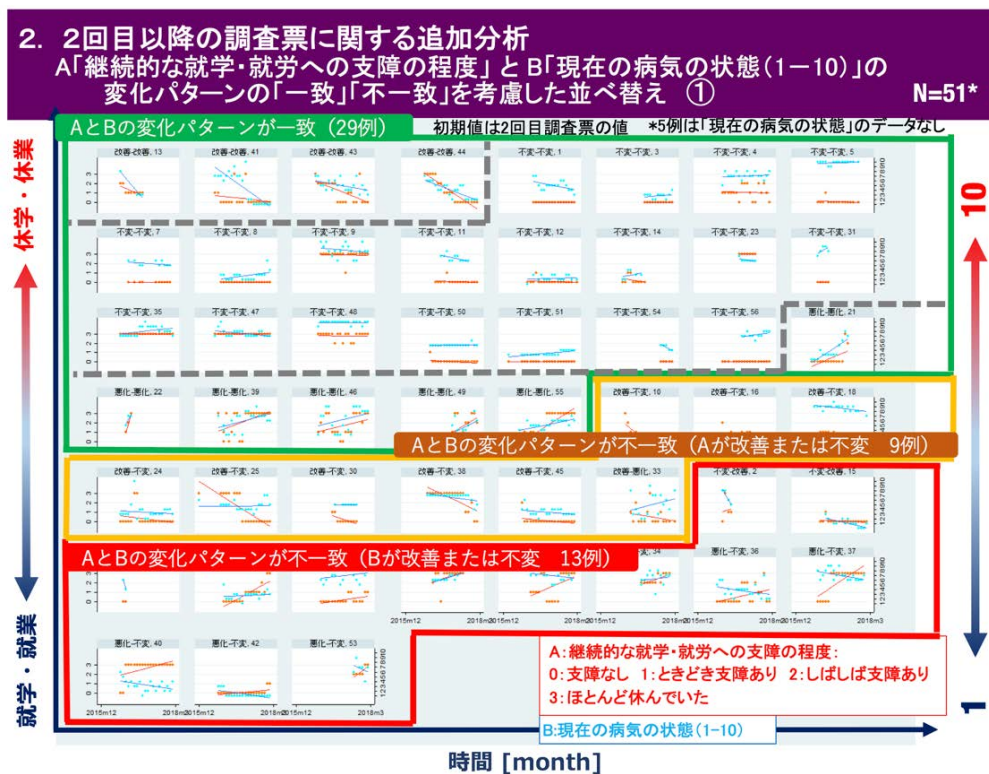 2. 2回目以降の調査票に関する追加分析
A「継続的な就学・就労への支障の程度」とB「現在の病気の状態(1-10)」の
変化パターンの「一致」「不一致」を考慮した並べ替え ①
N=51*
AとBの変化パターンが一致(29例)
初期値は2回目調査票の値 *5例は「現在の病気の状態」のデータなし
休学・休業
就学・就業
10
1
改善-改善, 13
改善-改善, 41
改善-改善, 43
改善-改善, 44
不変-不変, 1
不変-不変, 3
不変-不変, 4
不変-不変, 5
不変-不変, 7
不変-不変, 8
不変-不変, 9
不変-不変, 11
不変-不変, 12
不変-不変, 14
不変-不変, 23
不変-不変, 31
不変-不変, 35
不変-不変, 47
不変-不変, 48
不変-不変, 50
不変-不変, 51
不変-不変, 54
不変-不変, 56
悪化-悪化, 21
悪化-悪化, 22
悪化-悪化, 39
悪化-悪化, 46
悪化-悪化, 49
悪化-悪化, 55
改善-不変, 10
改善-不変, 16
改善-不変, 18
AとBの変化パターンが不一致(Aが改善または不変 9例)
改善-不変, 24
改善-不変, 25
改善-不変, 30
改善-不変, 38
改善-不変, 45
改善-悪化, 33
不変-改善, 2
不変-改善, 15
AとBの変化パターンが不一致(Bが改善または不変 13例)
34
悪化-不変, 36
悪化-不変, 37
悪化-不変, 40
悪化-不変, 42
悪化-不変, 53
0 1 2 3
12345678910
2015m12
2018m3
A:継続的な就学・就労への支障の程度:
0:支障なし 1:ときどき支障あり 2:しばしば支障あり
3:ほとんど休んでいた
B:現在の病気の状態(1-10)
時間 [month]